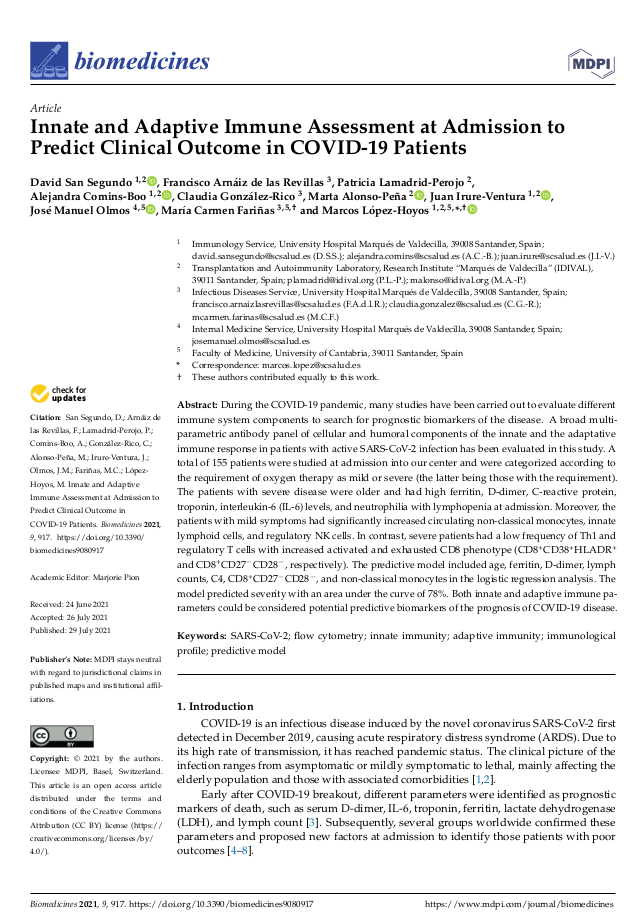 biomedicines
MDPI
Article
Innate and Adaptive Immune Assessment at Admission to
Predict Clinical Outcome in COVID-19 Patients
David San Segundo 1,2, Francisco Arnáiz de las Revillas 3, Patricia Lamadrid-Perojo 2,
Alejandra Comins-Boo 1,2, Claudia González-Rico 3, Marta Alonso-Peña 2, Juan Irure-Ventura 1,2,
José Manuel Olmos 4,5, María Carmen Fariñas 3,5,† and Marcos López-Hoyos 1,2,5,*,†
1 Immunology Service, University Hospital Marqués de Valdecilla, 39008 Santander, Spain;
david.sansegundo@scsalud.es (D.S.S.); alejandra.comins@scsalud.es (A.C.-B.); juan.irure@scsalud.es (J.I.-V.)
2 Transplantation and Autoimmunity Laboratory, Research Institute "Marqués de Valdecilla" (IDIVAL),
39011 Santander, Spain; plamadrid@idival.org (P.L.-P.); malonso@idival.org (M.A.-P.)
3 Infectious Diseases Service, University Hospital Marqués de Valdecilla, 39008 Santander, Spain;
francisco.arnaizlasrevillas@scsalud.es (F.A.d.l.R.); claudia.gonzalez@scsalud.es (C.G.-R.);
mcarmen.farinas@scsalud.es (M.C.F.)
4 Internal Medicine Service, University Hospital Marqués de Valdecilla, 39008 Santander, Spain;
josemanuel.olmos@scsalud.es
5 Faculty of Medicine, University of Cantabria, 39011 Santander, Spain
* Correspondence: marcos.lopez@scsalud.es
† These authors contributed equally to this work.
Abstract: During the COVID-19 pandemic, many studies have been carried out to evaluate different
immune system components to search for prognostic biomarkers of the disease. A broad multi-
parametric antibody panel of cellular and humoral components of the innate and the adaptative
immune response in patients with active SARS-CoV-2 infection has been evaluated in this study. A
total of 155 patients were studied at admission into our center and were categorized according to
the requirement of oxygen therapy as mild or severe (the latter being those with the requirement).
The patients with severe disease were older and had high ferritin, D-dimer, C-reactive protein,
troponin, interleukin-6 (IL-6) levels, and neutrophilia with lymphopenia at admission. Moreover, the
patients with mild symptoms had significantly increased circulating non-classical monocytes, innate
lymphoid cells, and regulatory NK cells. In contrast, severe patients had a low frequency of Th1 and
regulatory T cells with increased activated and exhausted CD8 phenotype (CD8+CD38+HLADR+
and CD8+CD27−CD28−, respectively). The predictive model included age, ferritin, D-dimer, lymph
counts, C4, CD8+CD27−CD28−, and non-classical monocytes in the logistic regression analysis. The
model predicted severity with an area under the curve of 78%. Both innate and adaptive immune pa-
rameters could be considered potential predictive biomarkers of the prognosis of COVID-19 disease.
Keywords: SARS-CoV-2; flow cytometry; innate immunity; adaptive immunity; immunological
profile; predictive model
check for
updates
Citation: San Segundo, D.; Arnáiz de
las Revillas, F.; Lamadrid-Perojo, P.;
Comins-Boo, A.; González-Rico, C.;
Alonso-Peña, M.; Irure-Ventura, J.;
Olmos, J.M.; Fariñas, M.C.; López-
Hoyos, M. Innate and Adaptive
Immune Assessment at Admission to
Predict Clinical Outcome in
COVID-19 Patients. Biomedicines 2021,
9, 917. https://doi.org/10.3390/
biomedicines9080917
Academic Editor: Marjorie Pion
Received: 24 June 2021
Accepted: 26 July 2021
Published: 29 July 2021
Publisher's Note: MDPI stays neutral
with regard to jurisdictional claims in
published maps and institutional affil-
iations.
CC BY
Copyright: © 2021 by the authors.
Licensee MDPI, Basel, Switzerland.
This article is an open access article
distributed under the terms and
conditions of the Creative Commons
Attribution (CC BY) license (https://
creativecommons.org/licenses/by/
4.0/).
1. Introduction
COVID-19 is an infectious disease induced by the novel coronavirus SARS-CoV-2 first
detected in December 2019, causing acute respiratory distress syndrome (ARDS). Due to
its high rate of transmission, it has reached pandemic status. The clinical picture of the
infection ranges from asymptomatic or mildly symptomatic to lethal, mainly affecting the
elderly population and those with associated comorbidities [1,2].
Early after COVID-19 breakout, different parameters were identified as prognostic
markers of death, such as serum D-dimer, IL-6, troponin, ferritin, lactate dehydrogenase
(LDH), and lymph count [3]. Subsequently, several groups worldwide confirmed these
parameters and proposed new factors at admission to identify those patients with poor
outcomes [4–8].
Biomedicines 2021, 9, 917. https://doi.org/10.3390/biomedicines9080917
https://www.mdpi.com/journal/biomedicines